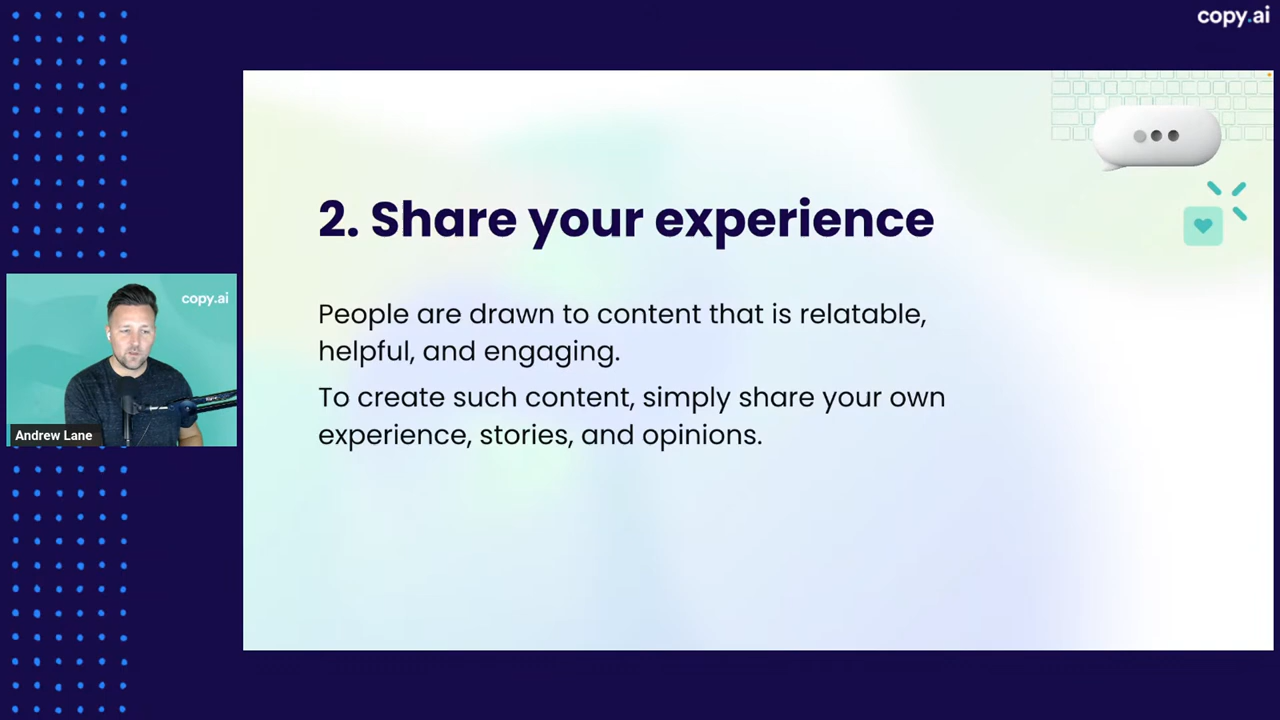 copy.ai
2. Share your experience
People are drawn to content that is relatable,
helpful, and engaging.
To create such content, simply share your own
experience, stories, and opinions.
copy.ai
Andrew Lane